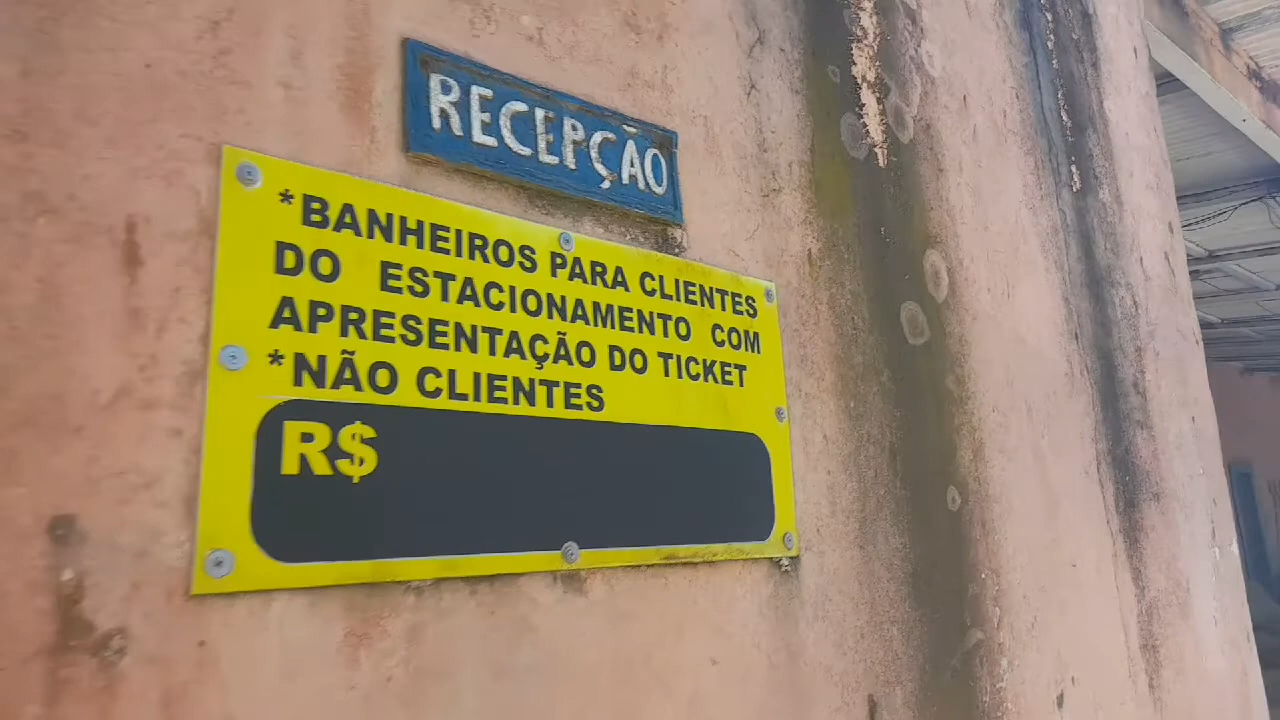 RECEPÇÃO
*BANHEIROS PARA CLIENTES
DO ESTACIONAMENTO COM
APRESENTAÇÃO DO TICKET
*NÃO CLIENTES
R$